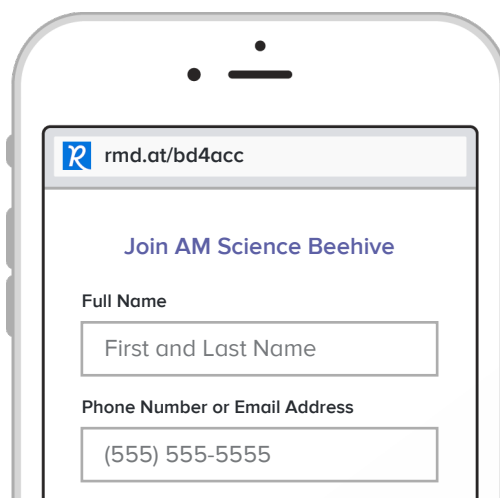 rmd.at/bd4acc
Join AM Science Beehive
Full Name
First and Last Name
Phone Number or Email Address
(555) 555-5555